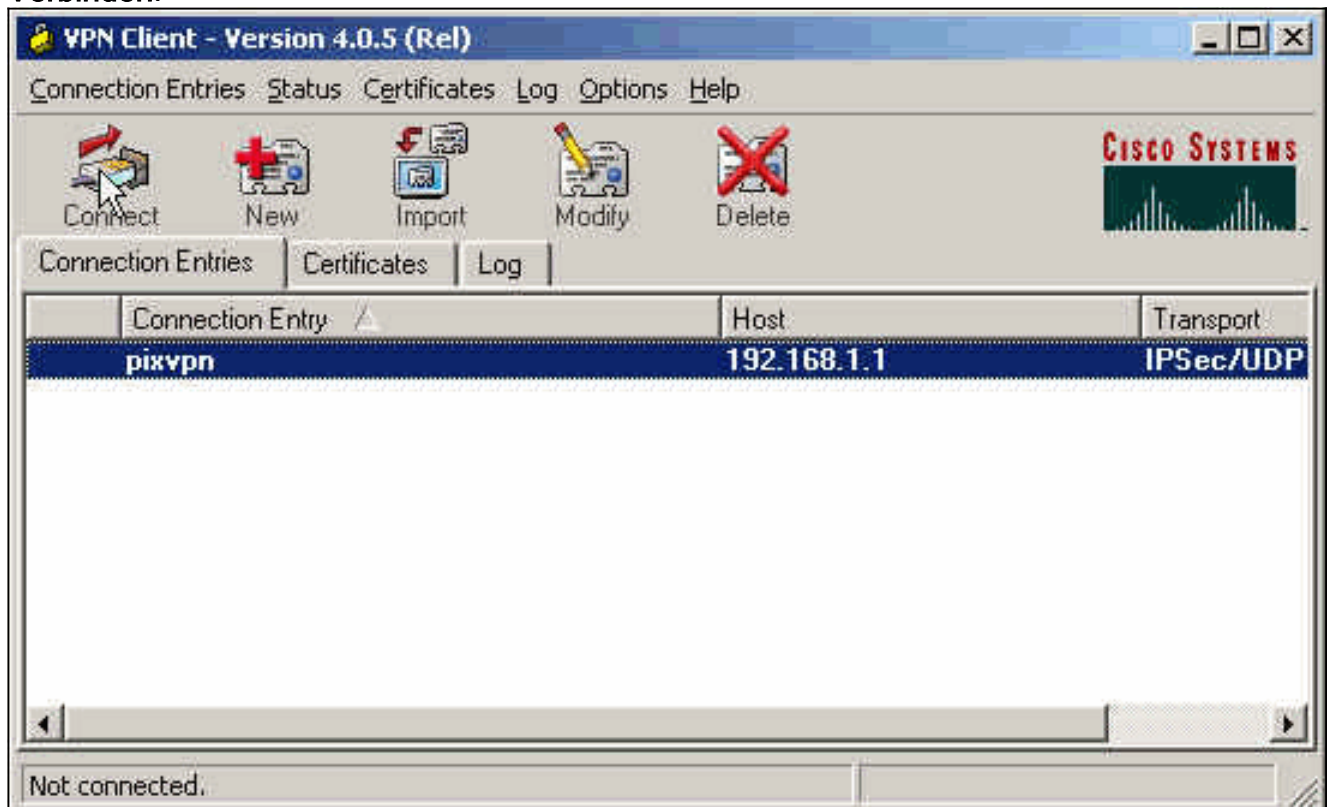 VPN Client - Version 4.0.5 (Rel)
Connection Entries Status Certificates Log Options Help
Connect New Import Modify Delete
CISCO SYSTEMS
Connection Entries Certificates Log
Connection Entry Host Transport
pixvpn 192.168.1.1 IPSec/UDP
Not connected.